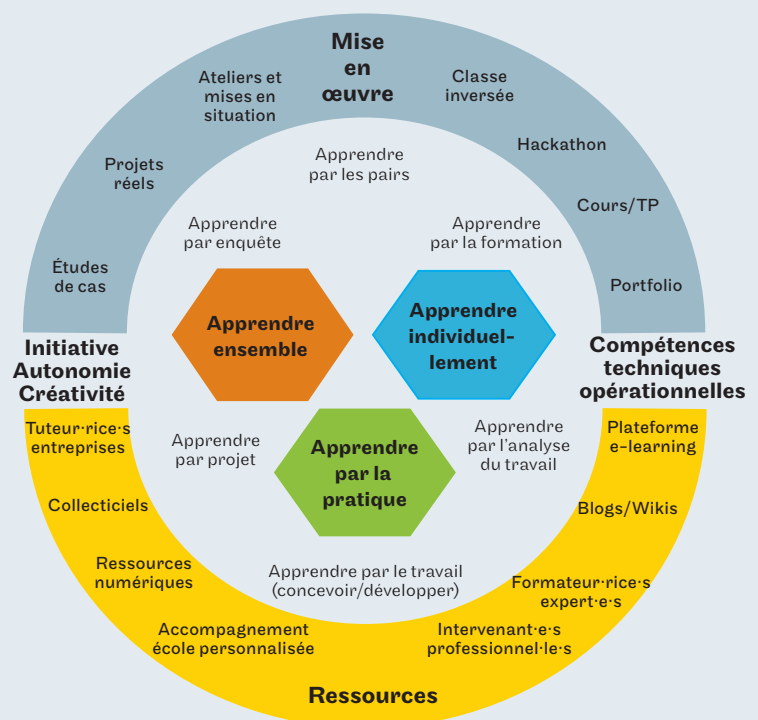 Mise
en
œuvre
Ateliers et
mises en
situation
Classe
inversée
Projets
réels
Hackathon
Cours/TP
Études
de cas
Portfolio
Apprendre
par les pairs
Apprendre
par enquête
Apprendre
par la formation
Apprendre
ensemble
Apprendre
individuel-
lement
Initiative
Autonomie
Créativité
Compétences
techniques
opérationnelles
Apprendre
par projet
Apprendre
par la
pratique
Apprendre
par l’analyse
du travail
Apprendre par le travail
(concevoir/développer)
Tuteur·rice·s
entreprises
Plateforme
e-learning
Collecticiels
Blogs/Wikis
Ressources
numériques
Formateur·rice·s
expert·e·s
Accompagnement
école personnalisée
Intervenant·e·s
professionnel·le·s
Ressources